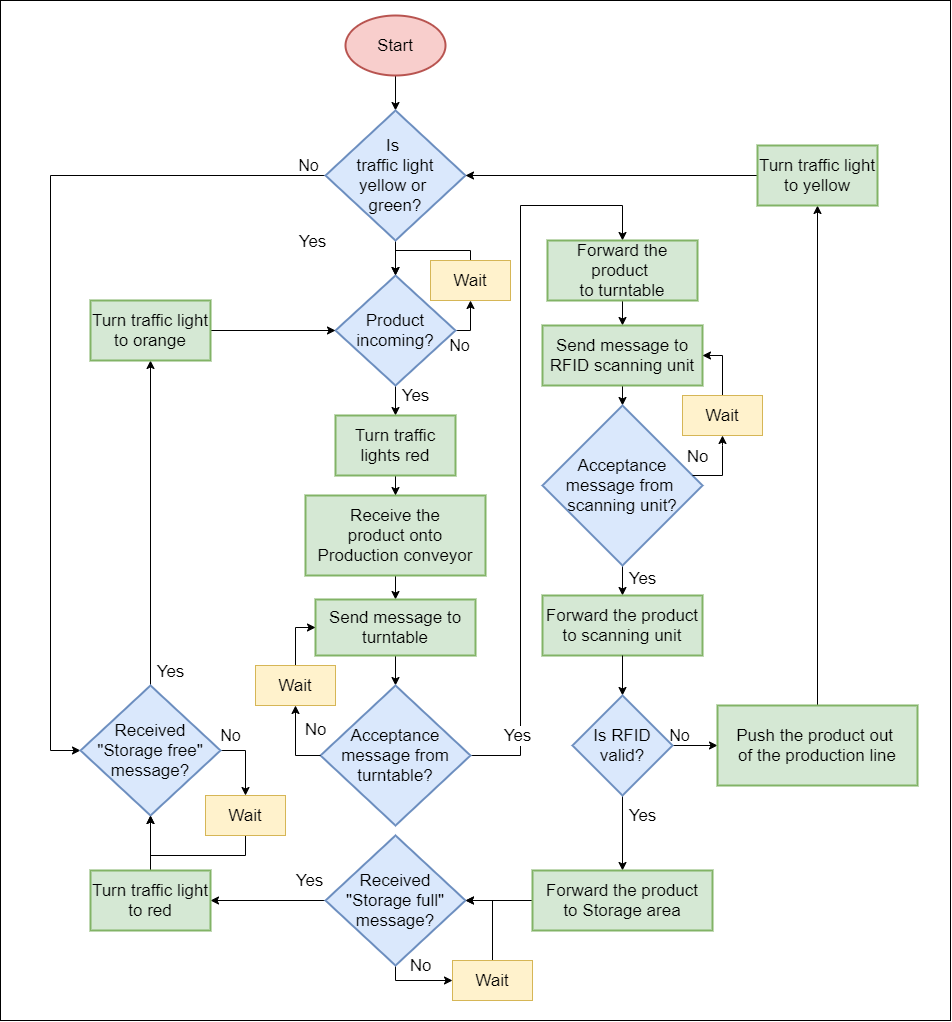 Start
Is
traffic light
yellow or
green?
No
Yes
Turn traffic light
to yellow
Wait
Product
incoming?
No
Yes
Turn traffic light
to orange
Turn traffic
lights red
Receive the
product onto
Production conveyor
Send message to
turntable
Wait
No
Acceptance
message from
turntable?
Yes
Forward the
product
to turntable
Send message to
RFID scanning unit
Wait
No
Acceptance
message from
scanning unit?
Yes
Forward the product
to scanning unit
Is RFID
valid?
No
Push the product out
of the production line
Yes
Forward the product
to Storage area
Received
"Storage full"
message?
No
Wait
Yes
Turn traffic light
to red
Received
"Storage free"
message?
No
Wait
Yes